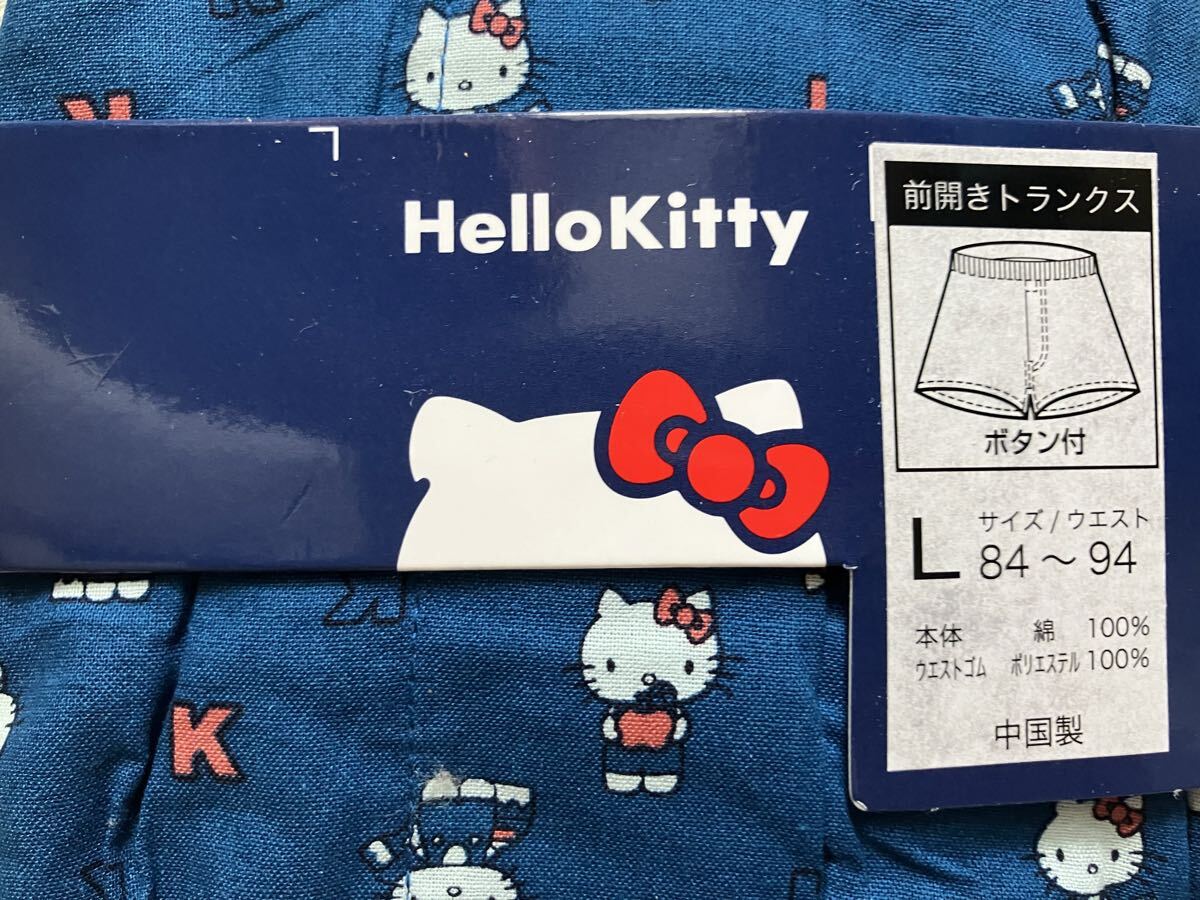 K
HelloKitty
前開きトランクス
ボタン付
サイズ/ウエスト
L 84〜94
本体 綿 100%
ウエストゴム ポリエステル 100%
中国製
K